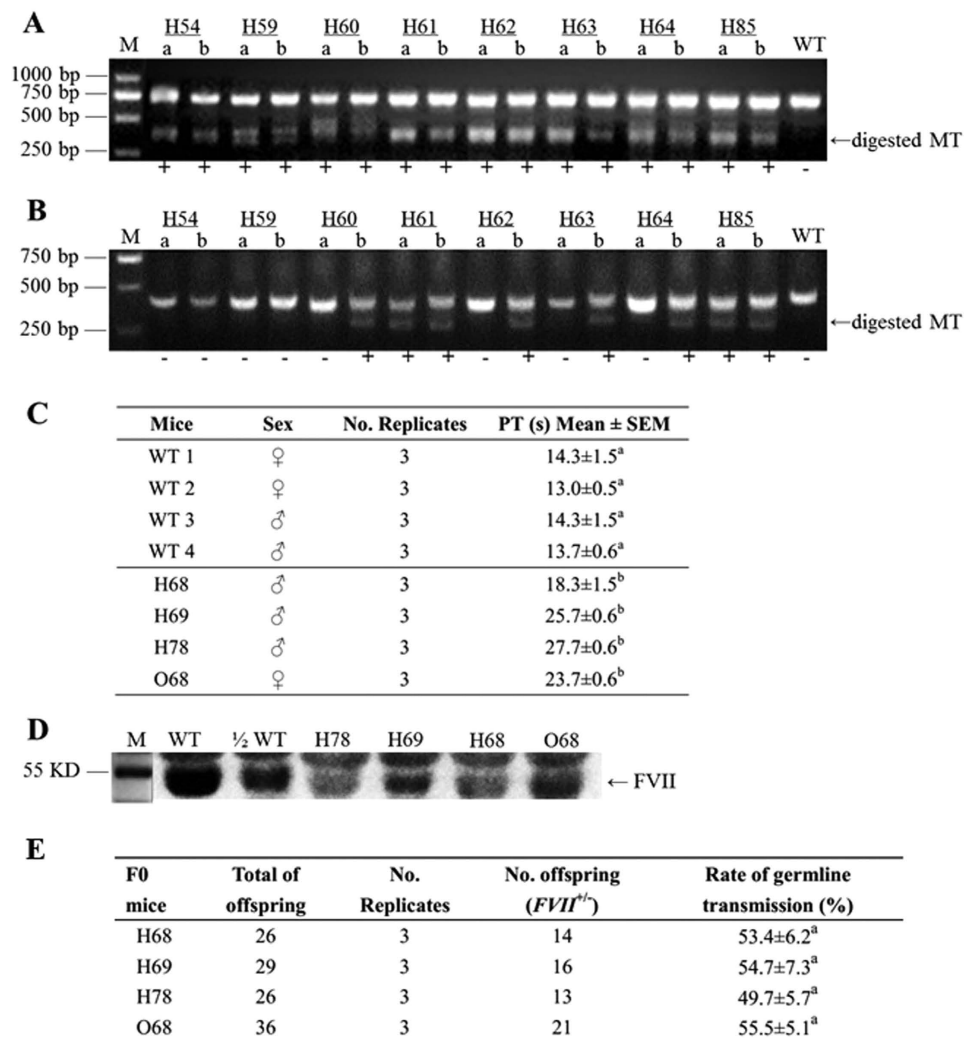 A
H54 H59 H60 H61 H62 H63 H64 H85
M a b a b a b a b a b a b a b a b WT
1000 bp
750 bp
500 bp
250 bp
←digested MT
+ + + + + + + + + + + + + + + + -
B
H54 H59 H60 H61 H62 H63 H64 H85
M a b a b a b a b a b a b a b a b WT
750 bp
500 bp
250 bp
←digested MT
- - - - - + + + - + - + - + + + -
C
Mice Sex No. Replicates PT (s) Mean ± SEM
WT 1 ♀ 3 14.3±1.5ᵃ
WT 2 ♀ 3 13.0±0.5ᵃ
WT 3 ♂ 3 14.3±1.5ᵃ
WT 4 ♂ 3 13.7±0.6ᵃ
H68 ♂ 3 18.3±1.5ᵇ
H69 ♂ 3 25.7±0.6ᵇ
H78 ♂ 3 27.7±0.6ᵇ
O68 ♀ 3 23.7±0.6ᵇ
D
M WT ½ WT H78 H69 H68 O68
55 KD
← FVII
E
F0 Total of No. No. offspring Rate of germline
mice offspring Replicates (FVII⁺/⁻) transmission (%)
H68 26 3 14 53.4±6.2ᵃ
H69 29 3 16 54.7±7.3ᵃ
H78 26 3 13 49.7±5.7ᵃ
O68 36 3 21 55.5±5.1ᵃ